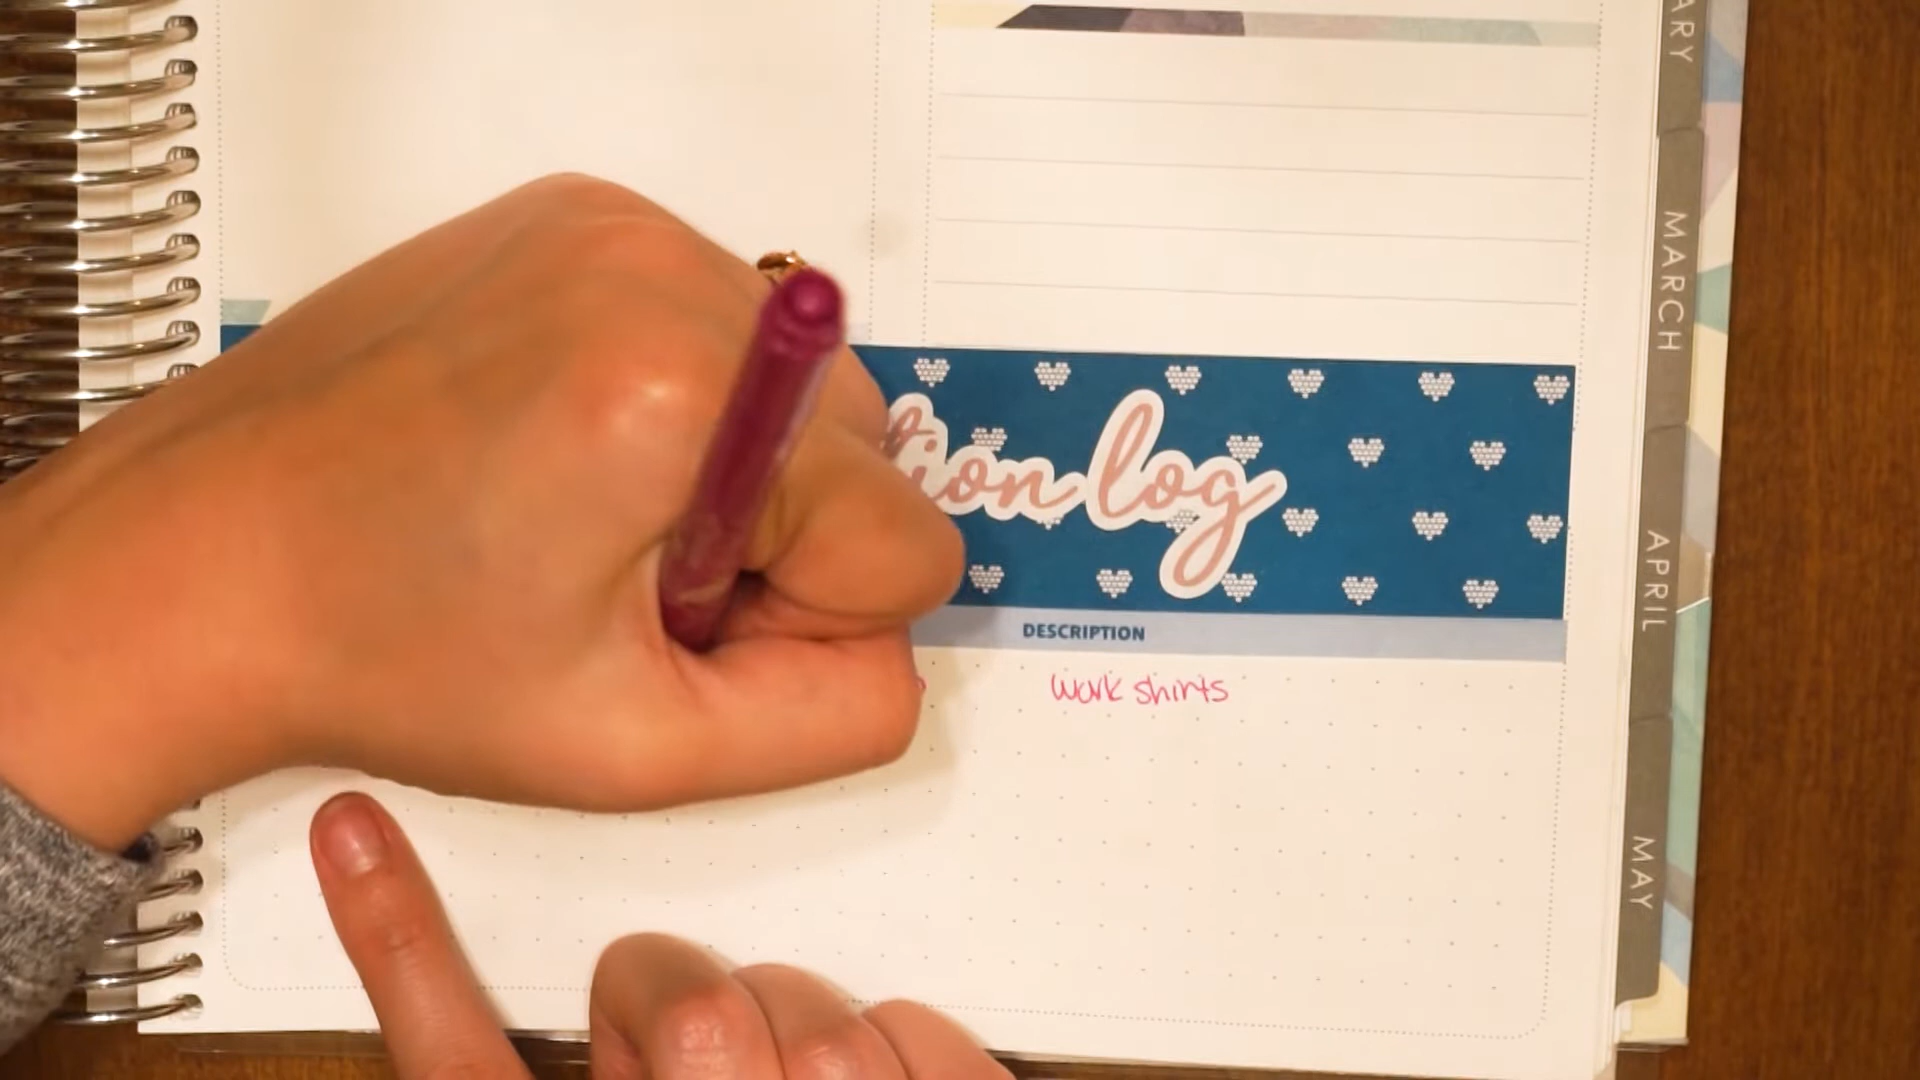 ARY
MARCH
APRIL
MAY
tion log
DESCRIPTION
work shirts